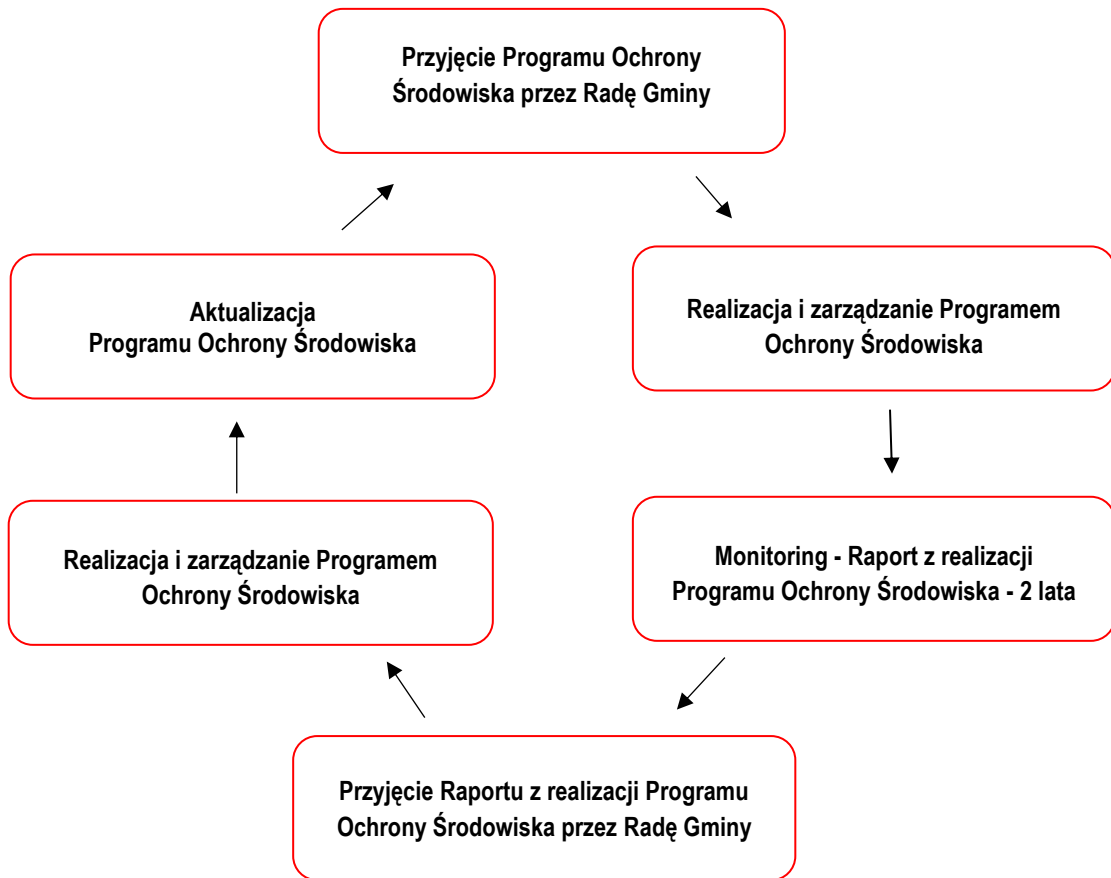 Przyjęcie Programu Ochrony
Środowiska przez Radę Gminy
Aktualizacja
Programu Ochrony Środowiska
Realizacja i zarządzanie Programem
Ochrony Środowiska
Realizacja i zarządzanie Programem
Ochrony Środowiska
Monitoring - Raport z realizacji
Programu Ochrony Środowiska - 2 lata
Przyjęcie Raportu z realizacji Programu
Ochrony Środowiska przez Radę Gminy